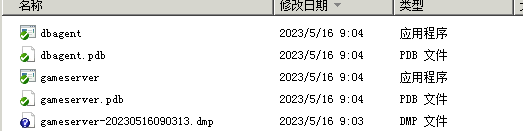 名称 修改日期 类型
dbagent 2023/5/16 9:04 应用程序
dbagent.pdb 2023/5/16 9:04 PDB 文件
gameserver 2023/5/16 9:04 应用程序
gameserver.pdb 2023/5/16 9:04 PDB 文件
gameserver-20230516090313.dmp 2023/5/16 9:03 DMP 文件